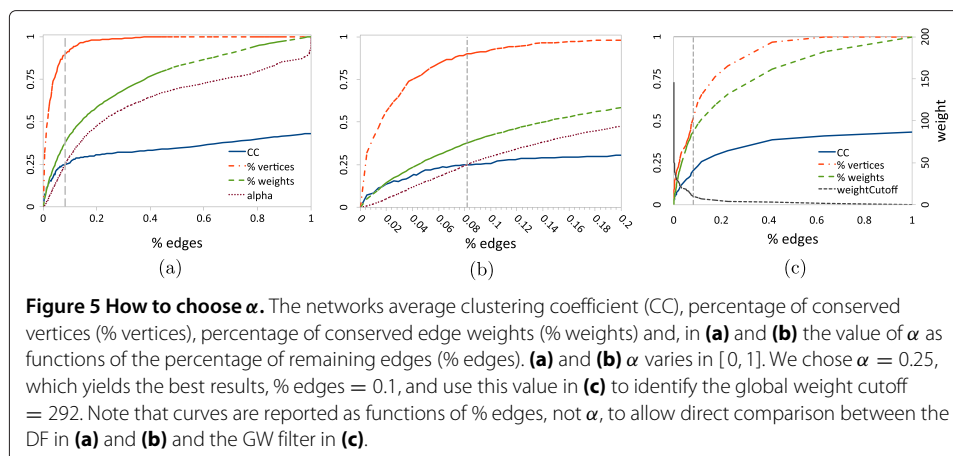 1
0.75
0.5
0.25
0
0
0.2
0.4
0.6
0.8
1
% edges
CC
% vertices
% weights
alpha
(a)
1
0.75
0.5
0.25
0
0
0.02
0.04
0.06
0.08
0.1
0.12
0.14
0.16
0.18
0.2
% edges
(b)
1
0.75
0.5
0.25
0
0
0.2
0.4
0.6
0.8
1
% edges
200
150
100
50
0
weight
CC
% vertices
% weights
weightCutoff
(c)
Figure 5 How to choose α. The networks average clustering coefficient (CC), percentage of conserved
vertices (% vertices), percentage of conserved edge weights (% weights) and, in (a) and (b) the value of α as
functions of the percentage of remaining edges (% edges). (a) and (b) α varies in [ 0, 1]. We chose α = 0.25,
which yields the best results, % edges = 0.1, and use this value in (c) to identify the global weight cutoff
= 292. Note that curves are reported as functions of % edges, not α, to allow direct comparison between the
DF in (a) and (b) and the GW filter in (c).